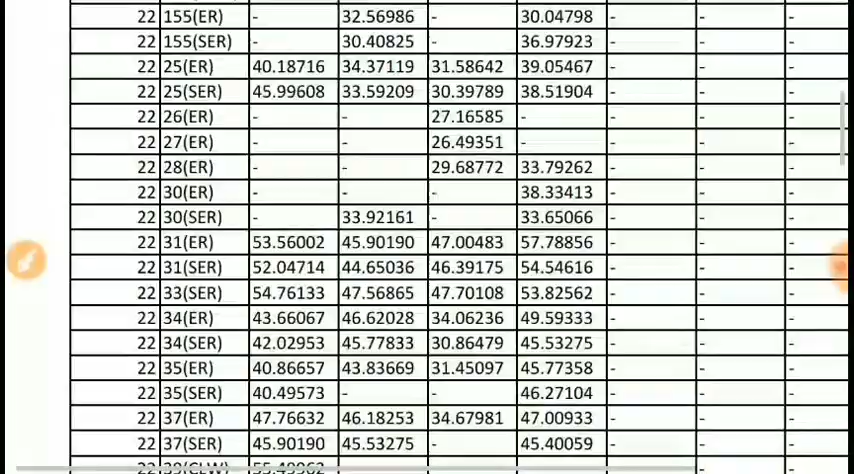 22 155(ER) - 32.56986 - 30.04798 - - -
22 155(SER) - 30.40825 - 36.97923 - - -
22 25(ER) 40.18716 34.37119 31.58642 39.05467 - - -
22 25(SER) 45.99608 33.59209 30.39789 38.51904 - - -
22 26(ER) - - 27.16585 - - - -
22 27(ER) - - 26.49351 - - - -
22 28(ER) - - 29.68772 33.79262 - - -
22 30(ER) - - - 38.33413 - - -
22 30(SER) - 33.92161 - 33.65066 - - -
22 31(ER) 53.56002 45.90190 47.00483 57.78856 - - -
22 31(SER) 52.04714 44.65036 46.39175 54.54616 - - -
22 33(SER) 54.76133 47.56865 47.70108 53.82562 - - -
22 34(ER) 43.66067 46.62028 34.06236 49.59333 - - -
22 34(SER) 42.02953 45.77833 30.86479 45.53275 - - -
22 35(ER) 40.86657 43.83669 31.45097 45.77358 - - -
22 35(SER) 40.49573 - - 46.27104 - - -
22 37(ER) 47.76632 46.18253 34.67981 47.00933 - - -
22 37(SER) 45.90190 45.53275 - 45.40059 - - -
22 39(CLW) 55.49962